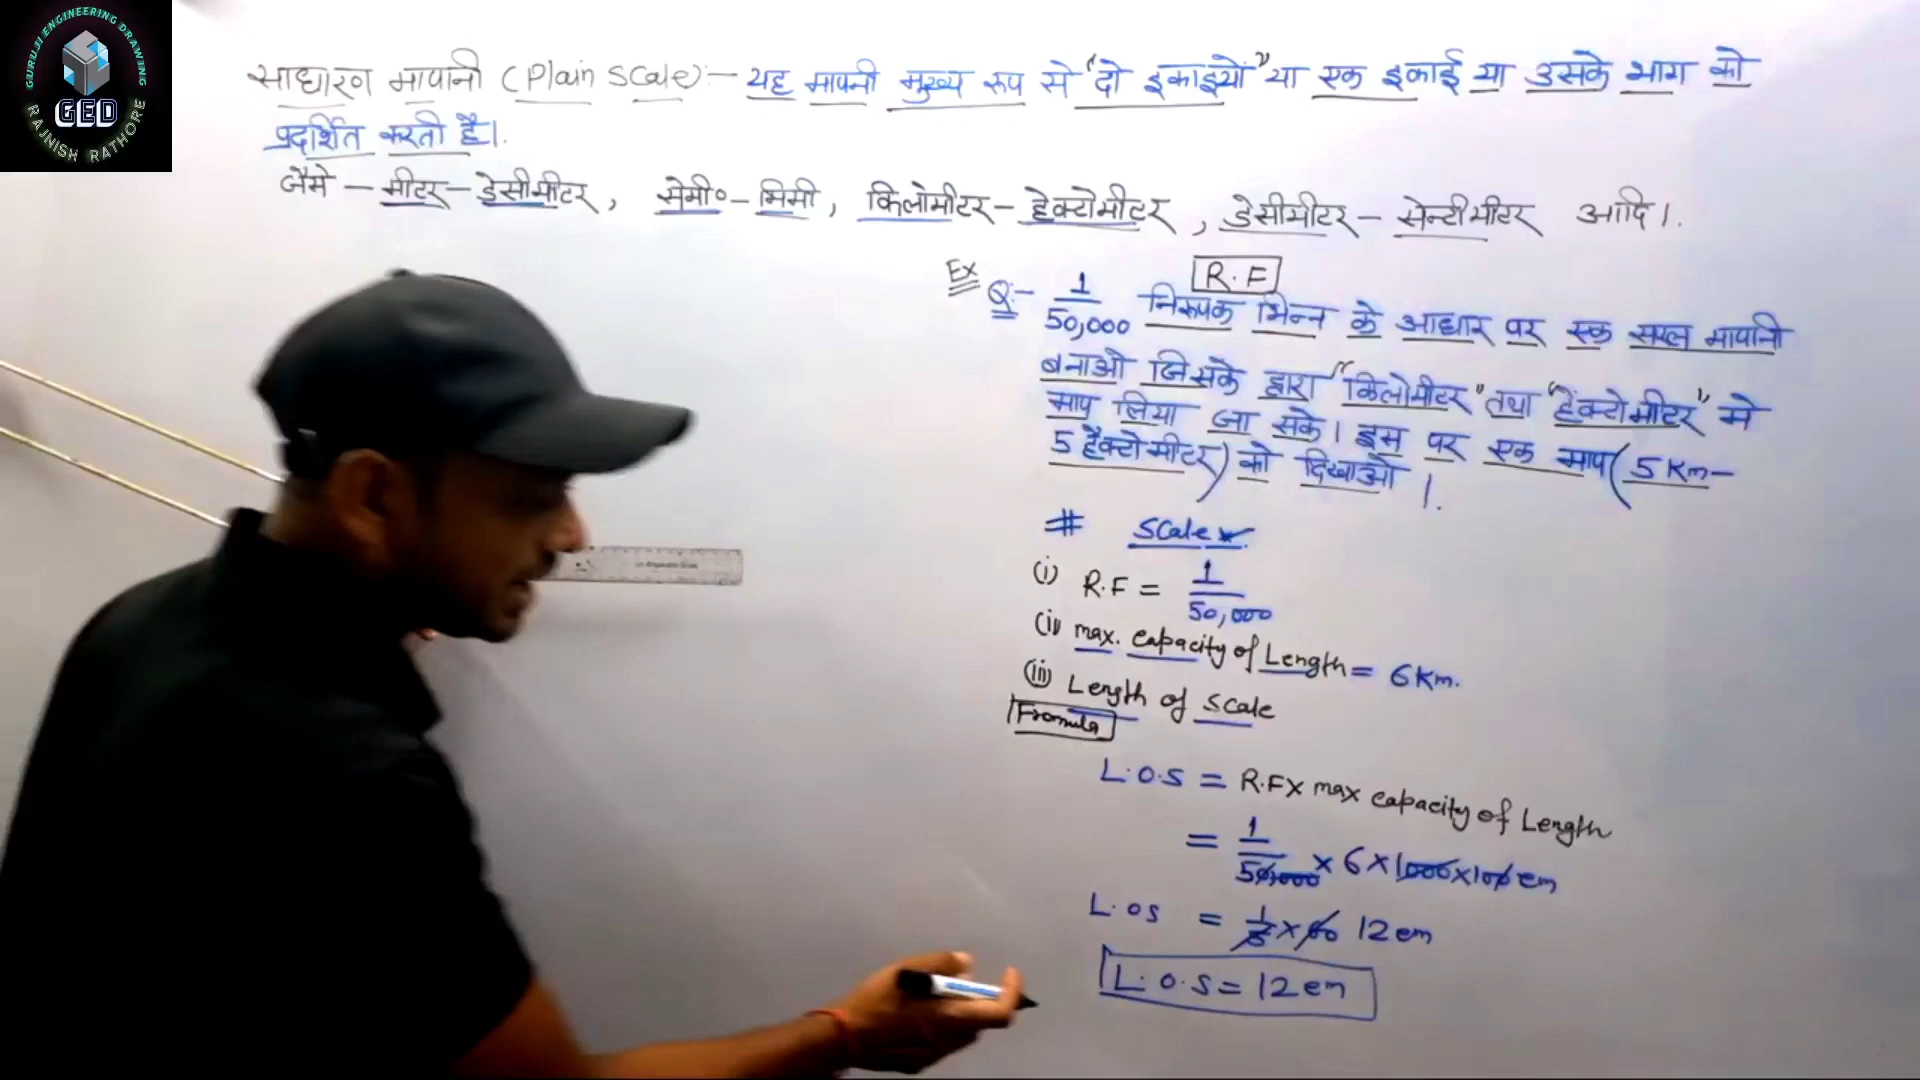 GURUJI ENGINEERING DRAWING
GED
RAJNISH RATHORE
साधारण मापानी (Plain Scale):- यह मापनी मुख्य रूप से "दो इकाइयों" या एक इकाई या उसके भाग को
प्रदर्शित करती है।.
जैसे - मीटर - डेसीमीटर, सेमी० - मिमी, किलोमीटर - हेक्टोमीटर, डेसीमीटर - सेन्टीमीटर आदि।.
Ex
R.F
Q:- 1/50,000 निरूपक भिन्न के आधार पर एक सरल मापानी
बनाओ जिसके द्वारा "किलोमीटर" तथा "हेक्टोमीटर" मे
माप लिया जा सके। इस पर एक माप (5 Km-
5 हैक्टोमीटर) को दिखाओ।.
# Scale
(i) R.F = 1/50,000
(ii) max. capacity of Length = 6 Km.
(iii) Length of Scale
Fromula
L.O.S = R.F x max capacity of Length
= 1/50,000 x 6 x 1000 x 100 cm
L.OS = 1/5 x 60 12 cm
L.O.S = 12 cm